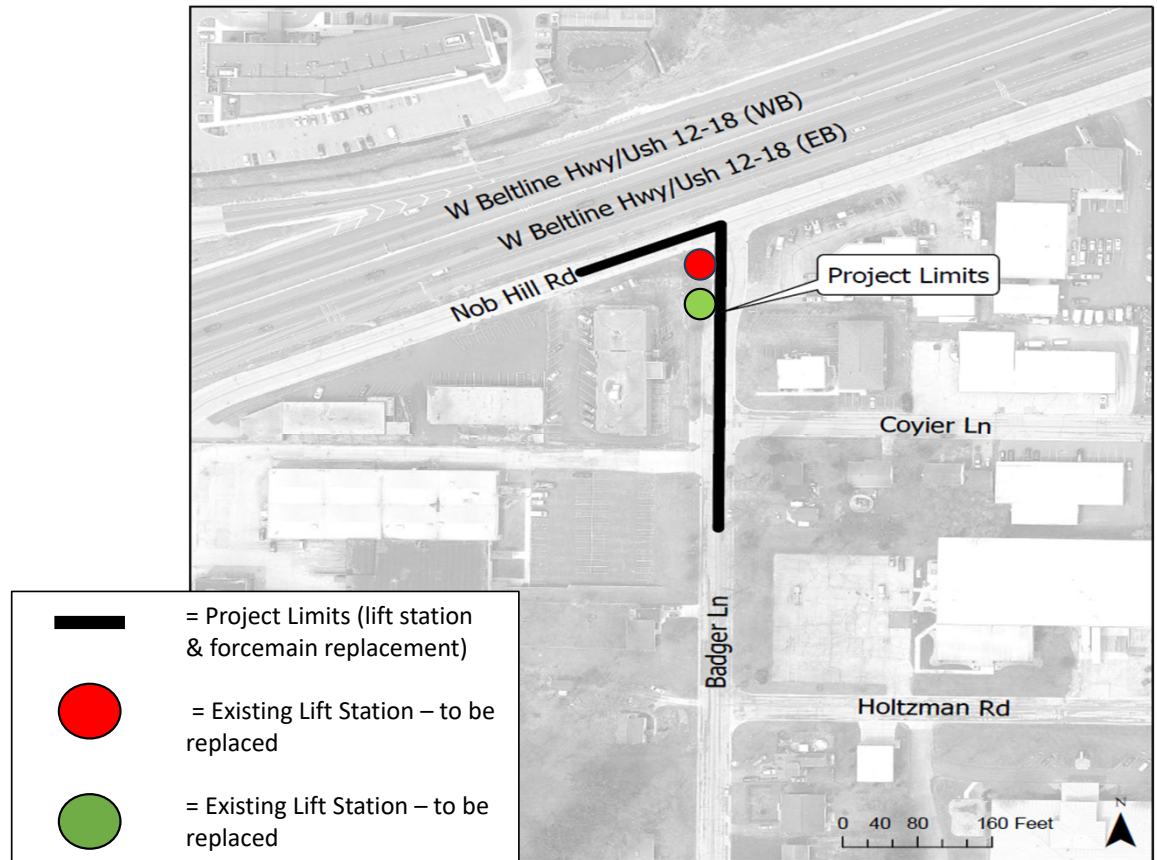 W Beltline Hwy/Ush 12-18 (WB)
W Beltline Hwy/Ush 12-18 (EB)
Nob Hill Rd
Project Limits
Coyier Ln
Badger Ln
Holtzman Rd
= Project Limits (lift station
& forcemain replacement)
= Existing Lift Station – to be
replaced
= Existing Lift Station – to be
replaced
N
0 40 80 160 Feet